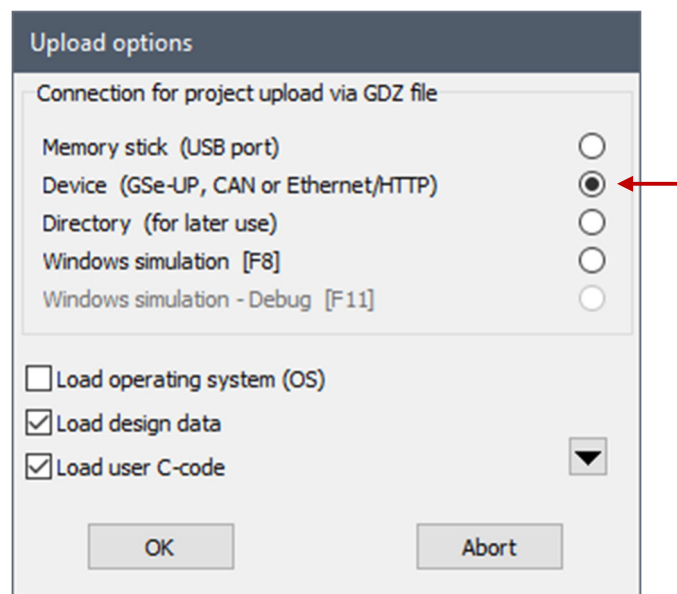 Upload options
Connection for project upload via GDZ file
Memory stick (USB port)
Device (GSe-UP, CAN or Ethernet/HTTP)
Directory (for later use)
Windows simulation [F8]
Windows simulation - Debug [F11]
Load operating system (OS)
Load design data
Load user C-code
OK Abort